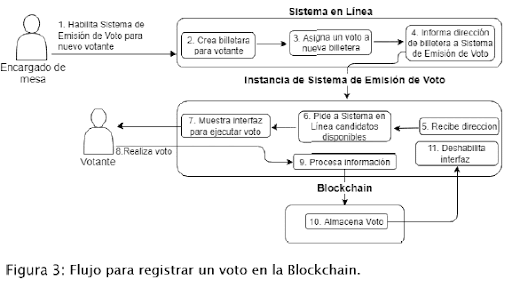 Sistema en Línea
1. Habilita Sistema de
Emisión de Voto para
nuevo votante
2. Crea billetara
para votante
3. Asigna un voto a
nueva billetera
4. Informa dirección
de billetera a Sistema
de Emisión de Voto
Encargado de
mesa
Instancia de Sistema de Emisión de Voto
7. Muestra interfaz
para ejecutar voto
6. Pide a Sistema en
Línea candidatos
disponibles
5. Recibe direccion
Votante
8.Realiza voto
9. Procesa información
11. Deshabilita
interfaz
Blockchain
10. Almacena Voto
Figura 3: Flujo para registrar un voto en la Blockchain.